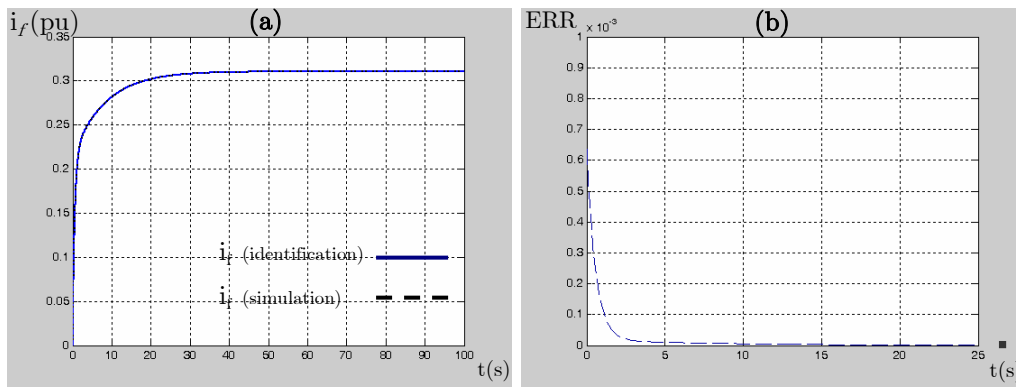 i_f(pu)
(a)
0.35
0.3
0.25
0.2
0.15
0.1
0.05
0
i_f (identification)
i_f (simulation)
0 10 20 30 40 50 60 70 80 90 100
t(s)
ERR
x 10^-3
(b)
1
0.9
0.8
0.7
0.6
0.5
0.4
0.3
0.2
0.1
0
0 5 10 15 20 25
t(s)